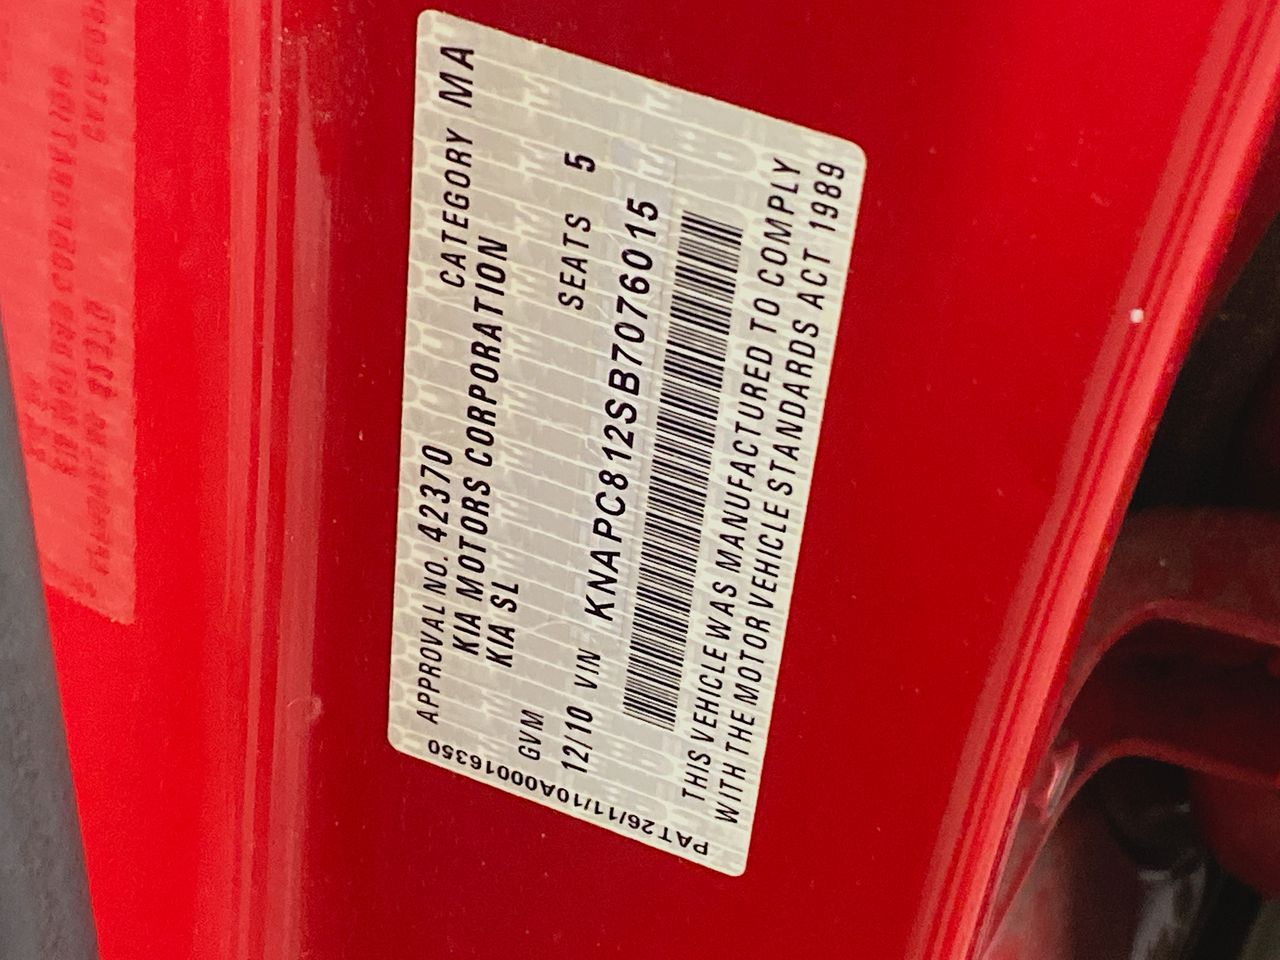 APPROVAL NO. 42370 CATEGORY MA
KIA MOTORS CORPORATION
KIA SL
GVM SEATS 5
12/10 VIN KNAPC812SB7076015
THIS VEHICLE WAS MANUFACTURED TO COMPLY
WITH THE MOTOR VEHICLE STANDARDS ACT 1989
PAT26/11/10A00016350